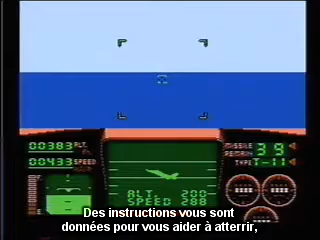 00383 ALT.
00433 SPEED
MISSILE
REMAIN 39
TYPE T-11
ALT. 200
SPEED 288
Des instructions vous sont
données pour vous aider à atterrir,